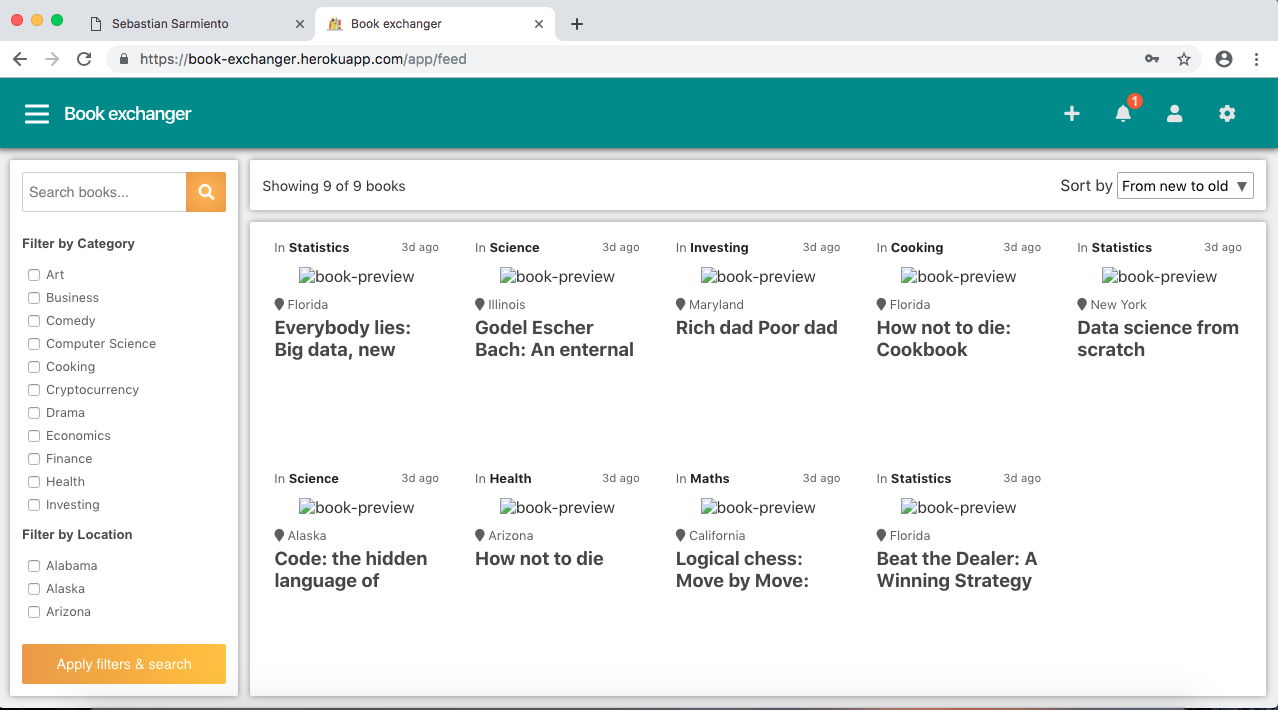 Sebastian Sarmiento
Book exchanger
https://book-exchanger.herokuapp.com/app/feed
Book exchanger
1
Search books...
Filter by Category
Art
Business
Comedy
Computer Science
Cooking
Cryptocurrency
Drama
Economics
Finance
Health
Investing
Filter by Location
Alabama
Alaska
Arizona
Apply filters & search
Showing 9 of 9 books
Sort by From new to old
In Statistics 3d ago
book-preview
Florida
Everybody lies:
Big data, new
In Science 3d ago
book-preview
Illinois
Godel Escher
Bach: An enternal
In Investing 3d ago
book-preview
Maryland
Rich dad Poor dad
In Cooking 3d ago
book-preview
Florida
How not to die:
Cookbook
In Statistics 3d ago
book-preview
New York
Data science from
scratch
In Science 3d ago
book-preview
Alaska
Code: the hidden
language of
In Health 3d ago
book-preview
Arizona
How not to die
In Maths 3d ago
book-preview
California
Logical chess:
Move by Move:
In Statistics 3d ago
book-preview
Florida
Beat the Dealer: A
Winning Strategy